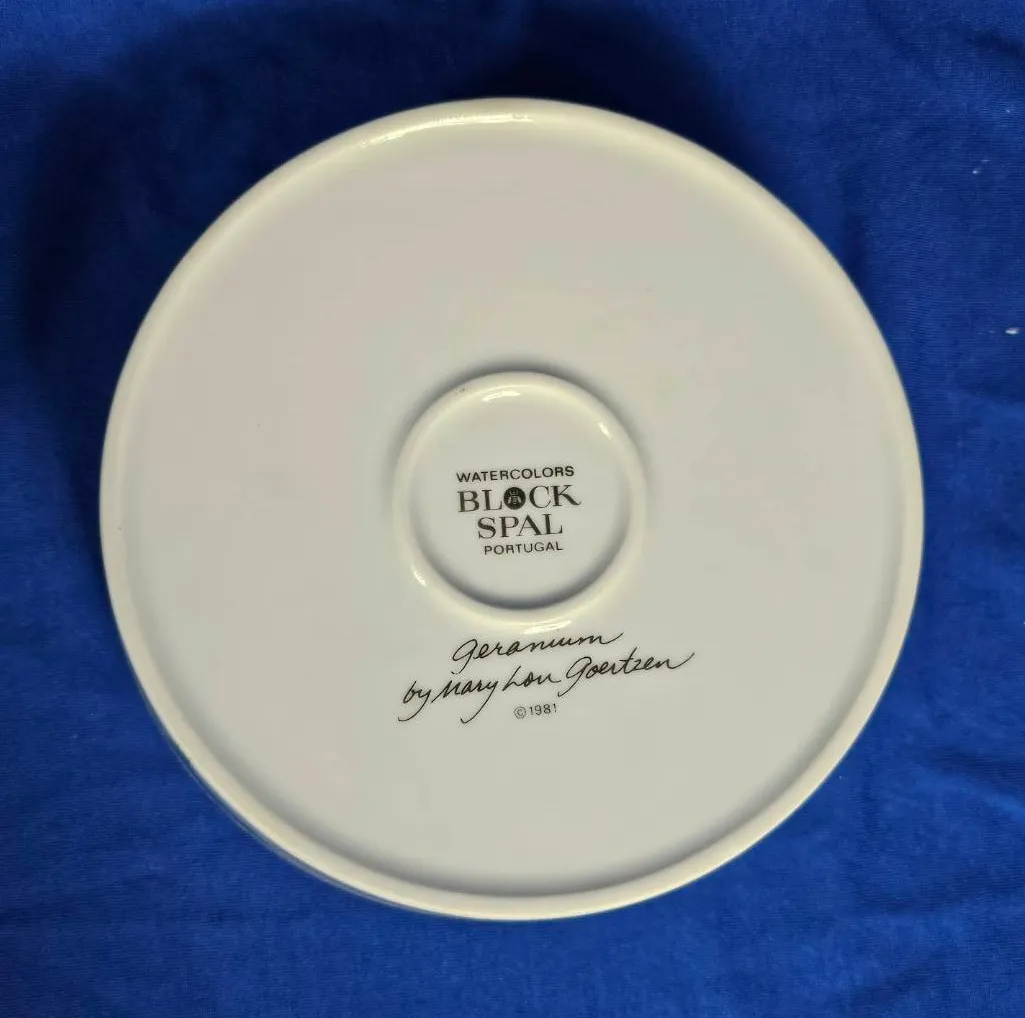 WATERCOLORS
BLOCK
SPAL
PORTUGAL
Geranium
by Mary Lou Goertzen
©1981